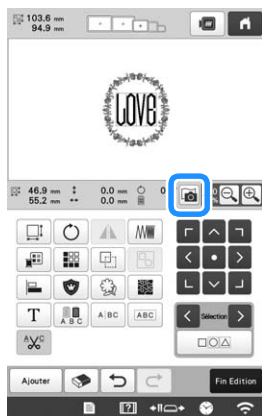 103.6 mm
94.9 mm
LOVE
46.9 mm 0.0 mm 0
55.2 mm 0.0 mm %
T A B C A BC ABC
Sélection
Ajouter
Fin Edition